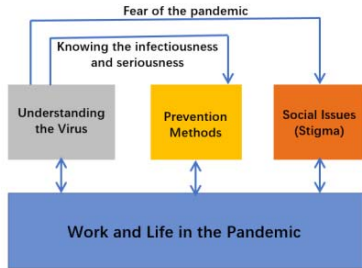 Fear of the pandemic
Knowing the infectiousness
and seriousness
Understanding
the Virus
Prevention
Methods
Social Issues
(Stigma)
Work and Life in the Pandemic